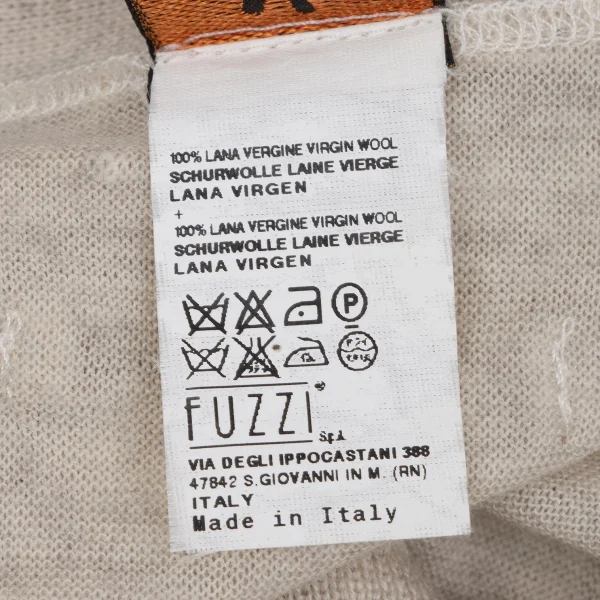 100% LANA VERGINE VIRGIN WOOL
SCHURWOLLE LAINE VIERGE
LANA VIRGEN
+
100% LANA VERGINE VIRGIN WOOL
SCHURWOLLE LAINE VIERGE
LANA VIRGEN
P
FUZZI
SpA
VIA DEGLI IPPOCASTANI 388
47842 S.GIOVANNI IN M. (RN)
ITALY
Made in Italy